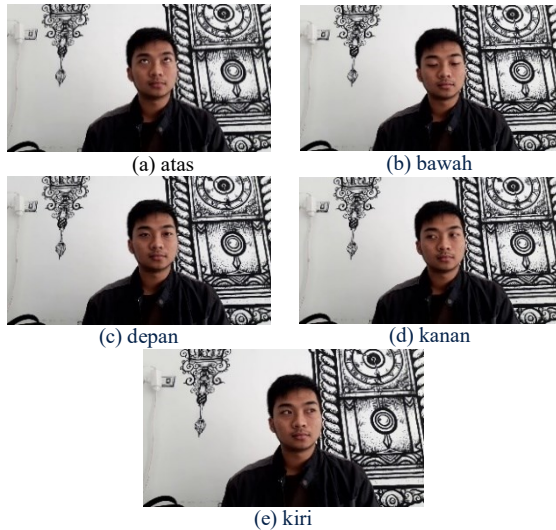 (a) atas
(b) bawah
(c) depan
(d) kanan
(e) kiri